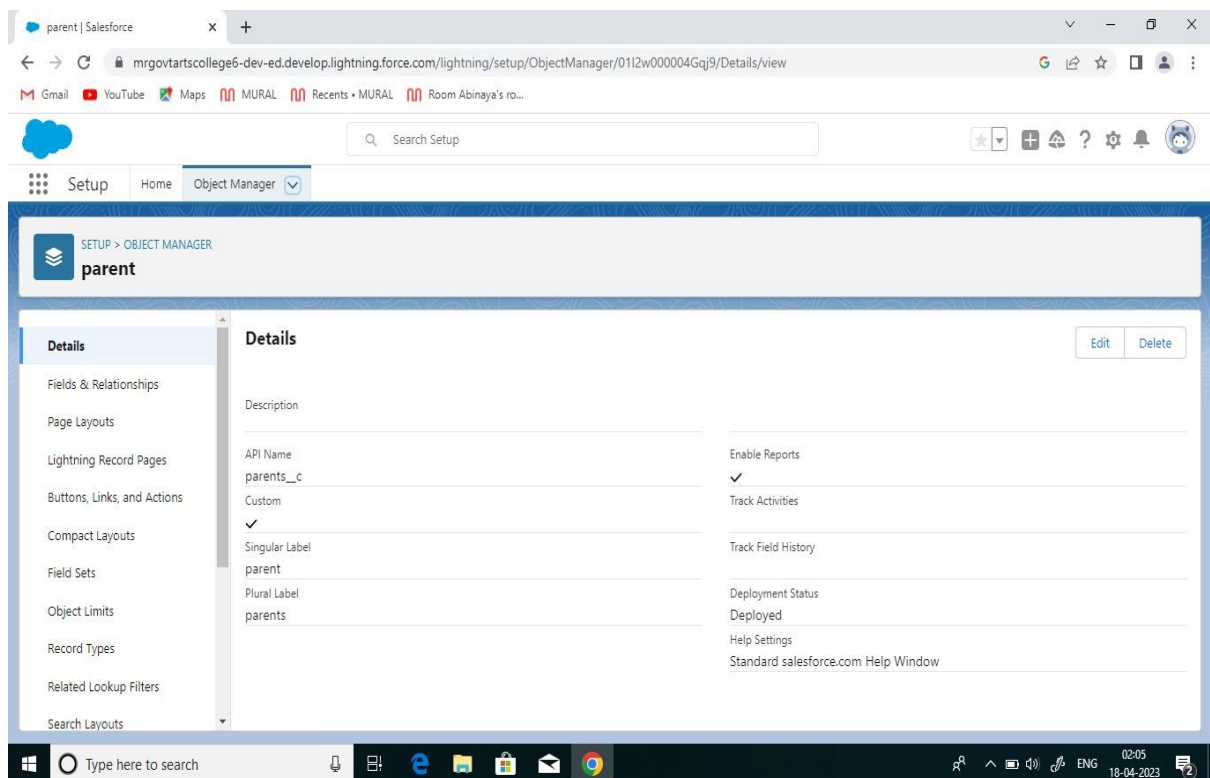 parent | Salesforce
mrgovtartscollege6-dev-ed.develop.lightning.force.com/lightning/setup/ObjectManager/01I2w000004Gqj9/Details/view
Gmail YouTube Maps MURAL Recents • MURAL Room Abinaya's ro...
Search Setup
Setup Home Object Manager
SETUP > OBJECT MANAGER
parent
Details
Fields & Relationships
Page Layouts
Lightning Record Pages
Buttons, Links, and Actions
Compact Layouts
Field Sets
Object Limits
Record Types
Related Lookup Filters
Search Layouts
Details
Edit Delete
Description
API Name
parents__c
Custom
Singular Label
parent
Plural Label
parents
Enable Reports
Track Activities
Track Field History
Deployment Status
Deployed
Help Settings
Standard salesforce.com Help Window
Type here to search
ENG
02:05
18-04-2023
2